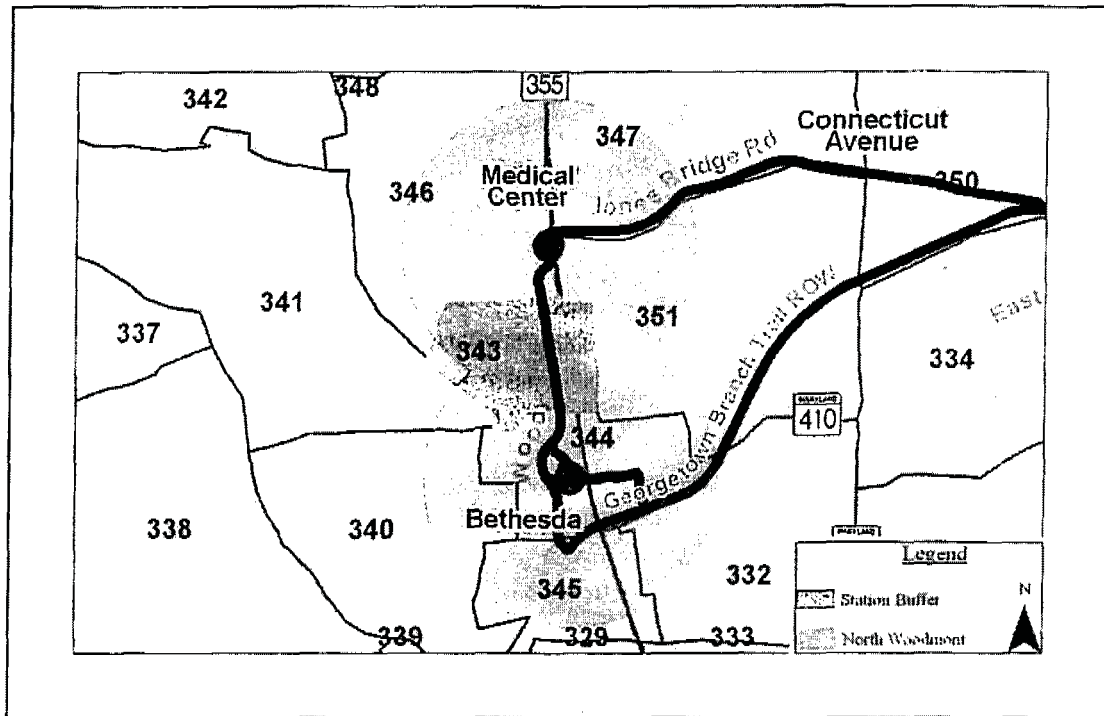 342
348
355
347
Connecticut
Avenue
Medical
Center
346
Jones Bridge Rd
350
341
351
337
343
334
East
410
344
Georgetown Branch Trail ROW
338
340
Bethesda
332
345
339
329
333
Legend
Station Buffer
North Woodmont
N